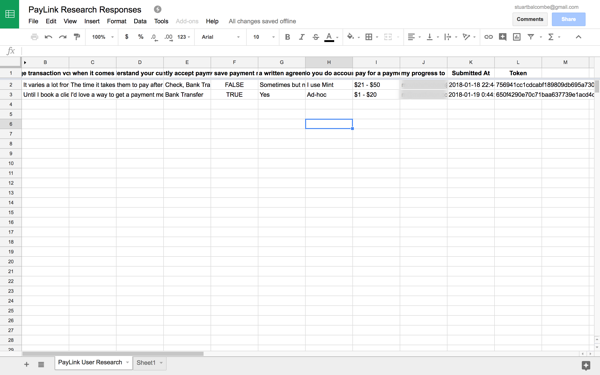 PayLink Research Responses
stuartbalcombe@gmail.com
File Edit View Insert Format Data Tools Add-ons Help All changes saved offline
Comments Share
100% $ % .0 .00 123 Arial 10 B I S A
fx
B C D E F G H I J K L M
1 ge transaction vo when it comes erstand your cu tly accept paym save payment r a written agreem o you do accou pay for a payme my progress to Submitted At Token
2 It varies a lot from The time it takes them to pay after Check, Bank Tra FALSE Sometimes but n I use Mint $21 - $50 2018-01-18 22:4 756941cc1cdcabf189809db695a730
3 Until I book a clie I'd love a way to get a payment me Bank Transfer TRUE Yes Ad-hoc $1 - $20 2018-01-19 0:44 650f4290e70c71baa637739e1acd4c
4
5
6
7
8
9
10
11
12
13
14
15
16
17
18
19
20
21
22
23
24
25
26
27
28
29
PayLink User Research Sheet1